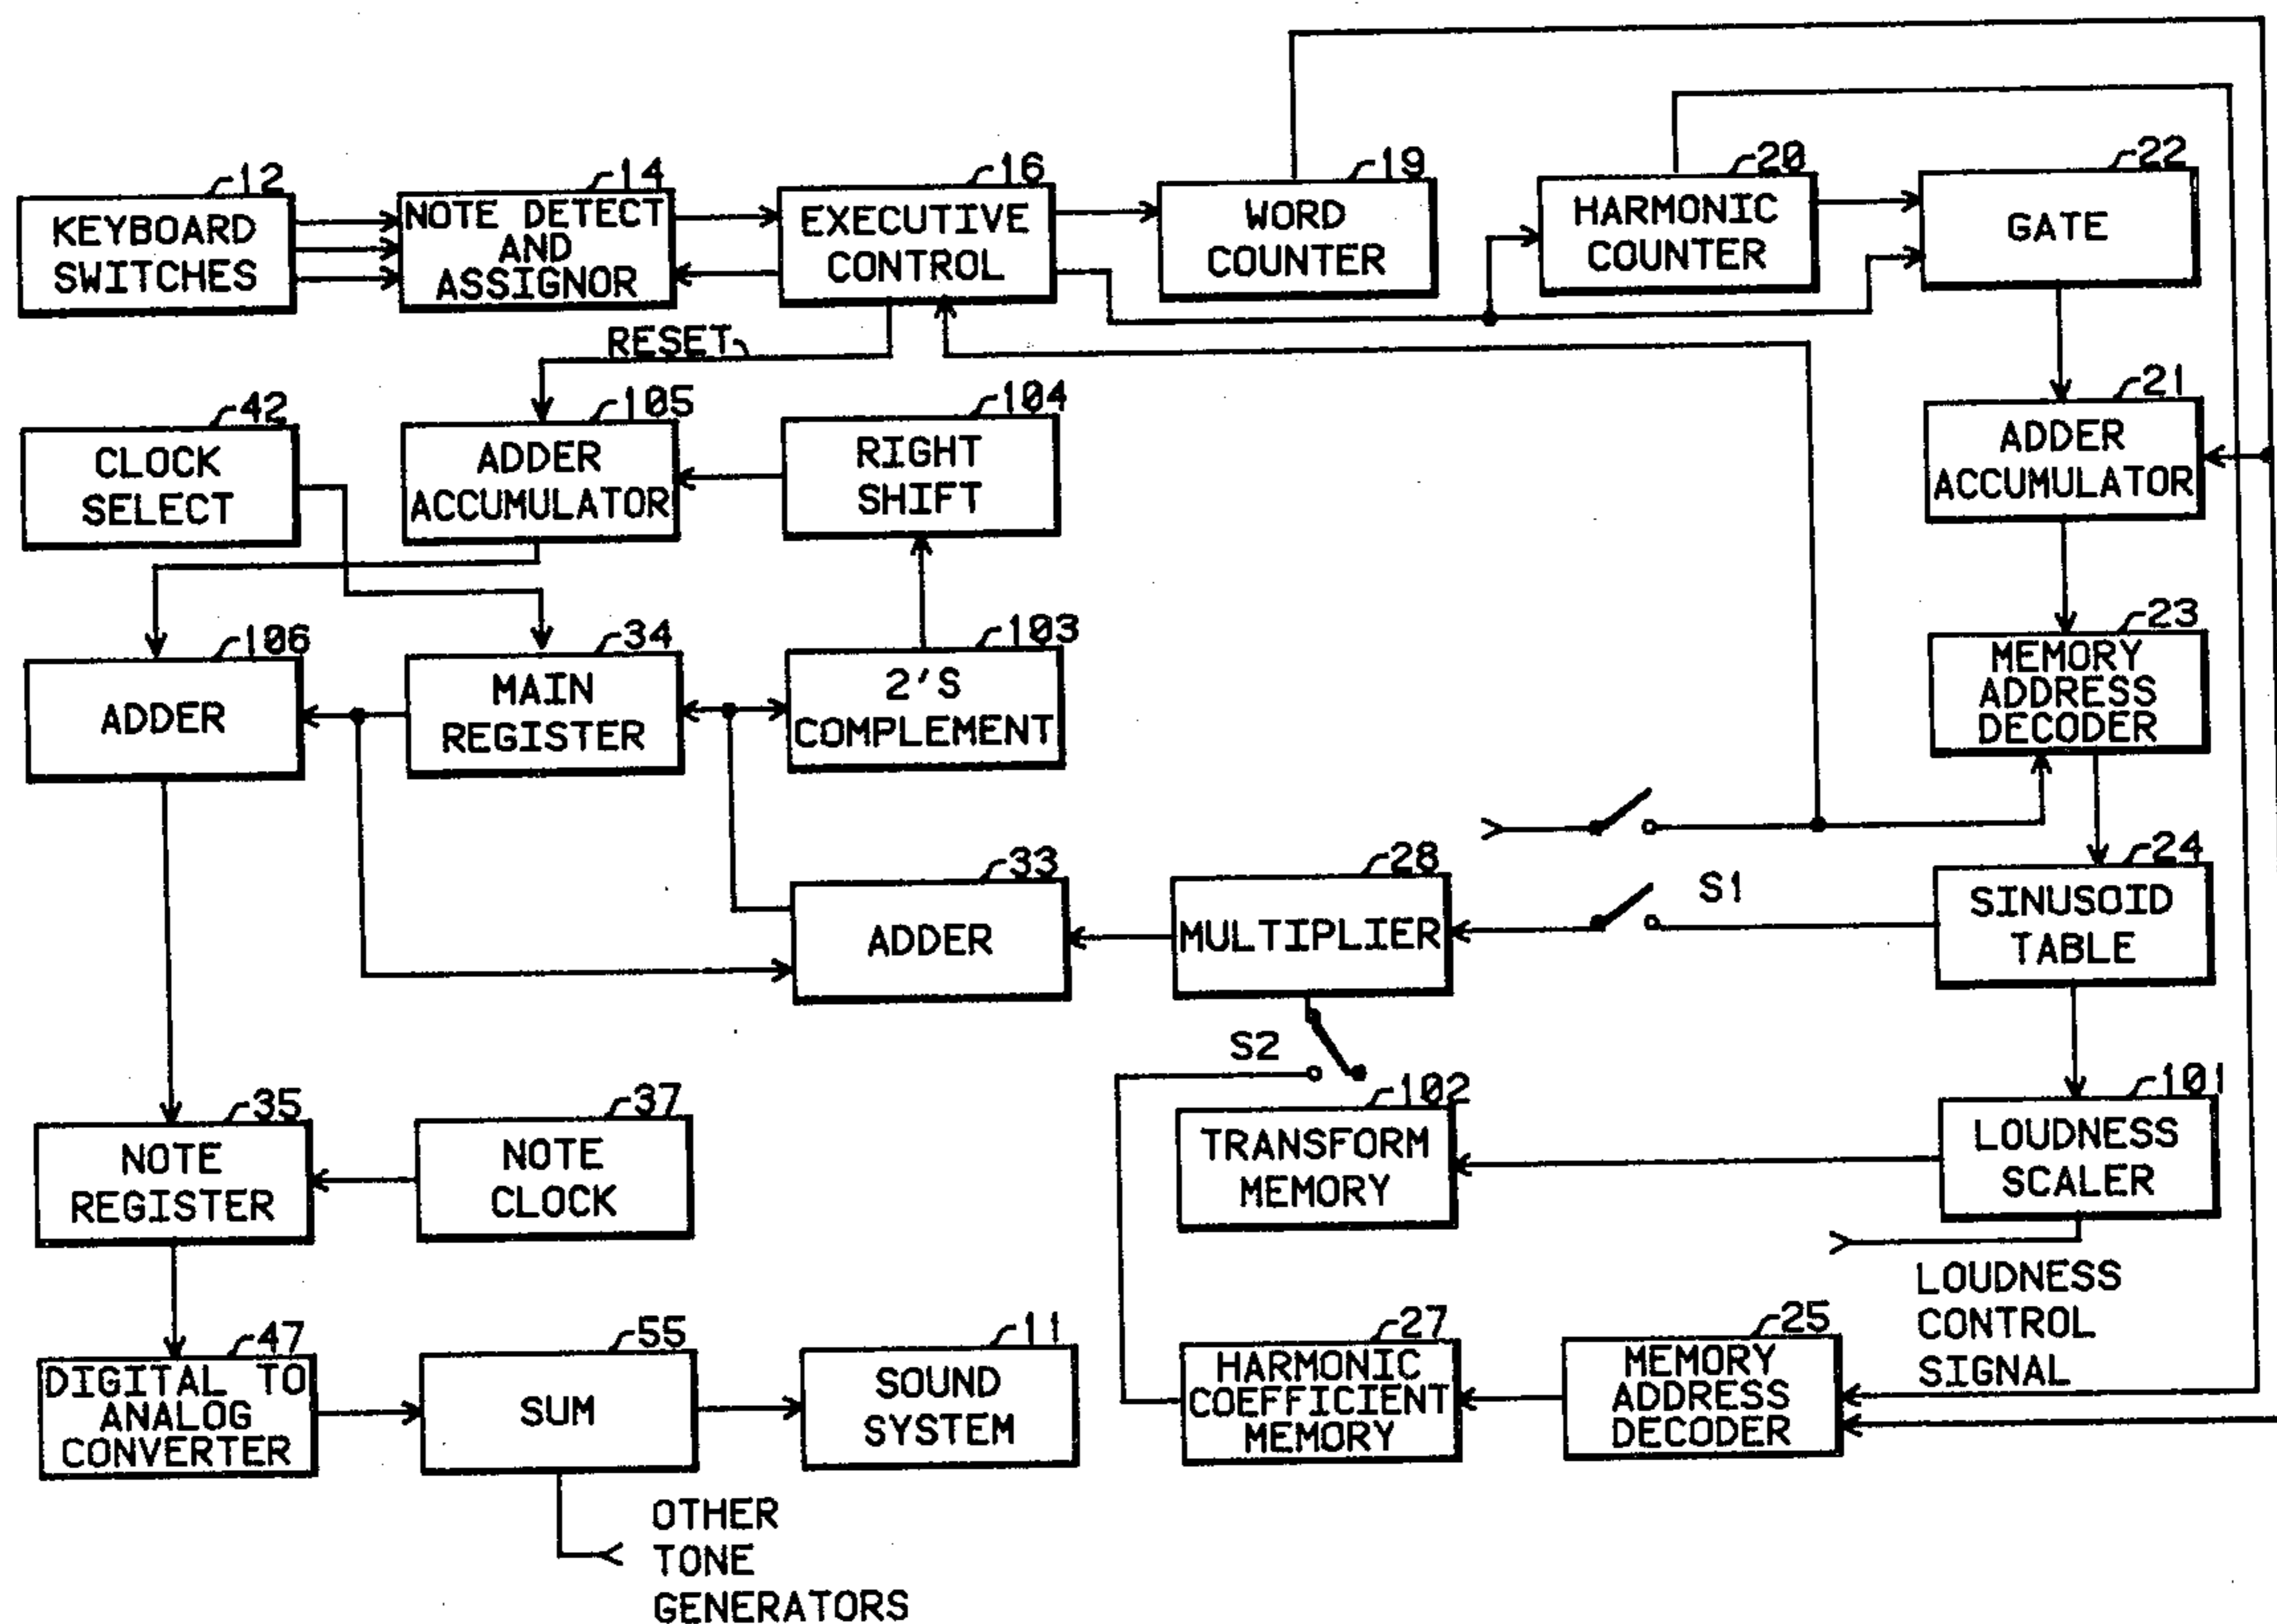 12
KEYBOARD
SWITCHES
14
NOTE DETECT
AND
ASSIGNOR
16
EXECUTIVE
CONTROL
19
WORD
COUNTER
20
HARMONIC
COUNTER
22
GATE
RESET
42
CLOCK
SELECT
105
ADDER
ACCUMULATOR
104
RIGHT
SHIFT
21
ADDER
ACCUMULATOR
106
ADDER
34
MAIN
REGISTER
103
2'S
COMPLEMENT
23
MEMORY
ADDRESS
DECODER
33
ADDER
28
MULTIPLIER
S1
24
SINUSOID
TABLE
S2
35
NOTE
REGISTER
37
NOTE
CLOCK
102
TRANSFORM
MEMORY
101
LOUDNESS
SCALER
LOUDNESS
CONTROL
SIGNAL
47
DIGITAL TO
ANALOG
CONVERTER
55
SUM
11
SOUND
SYSTEM
27
HARMONIC
COEFFICIENT
MEMORY
25
MEMORY
ADDRESS
DECODER
OTHER
TONE
GENERATORS